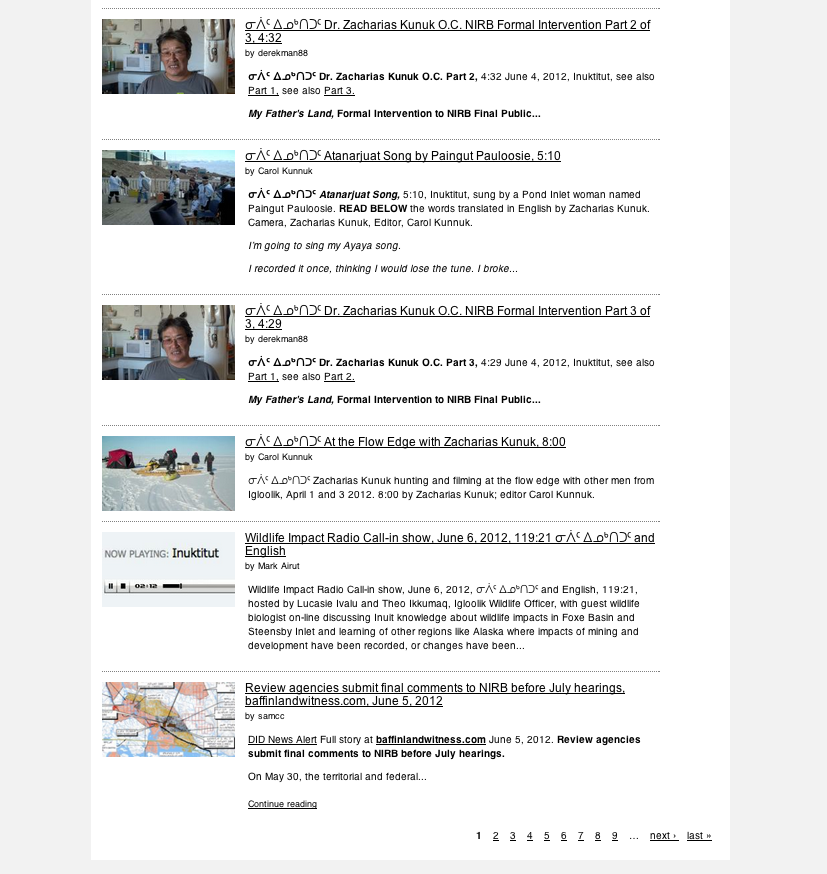 ᓂᐲᑦ ᐃᓄᒃᑎᑐᑦ Dr. Zacharias Kunuk O.C. NIRB Formal Intervention Part 2 of
3, 4:32
by derekman88
ᓂᐲᑦ ᐃᓄᒃᑎᑐᑦ Dr. Zacharias Kunuk O.C. Part 2, 4:32 June 4, 2012, Inuktitut, see also
Part 1, see also Part 3.
My Father's Land, Formal Intervention to NIRB Final Public...
ᓂᐲᑦ ᐃᓄᒃᑎᑐᑦ Atanarjuat Song by Paingut Pauloosie, 5:10
by Carol Kunnuk
ᓂᐲᑦ ᐃᓄᒃᑎᑐᑦ Atanarjuat Song, 5:10, Inuktitut, sung by a Pond Inlet woman named
Paingut Pauloosie. READ BELOW the words translated in English by Zacharias Kunuk.
Camera, Zacharias Kunuk, Editor, Carol Kunnuk.
I'm going to sing my Ayaya song.
I recorded it once, thinking I would lose the tune. I broke...
ᓂᐲᑦ ᐃᓄᒃᑎᑐᑦ Dr. Zacharias Kunuk O.C. NIRB Formal Intervention Part 3 of
3, 4:29
by derekman88
ᓂᐲᑦ ᐃᓄᒃᑎᑐᑦ Dr. Zacharias Kunuk O.C. Part 3, 4:29 June 4, 2012, Inuktitut, see also
Part 1, see also Part 2.
My Father's Land, Formal Intervention to NIRB Final Public...
ᓂᐲᑦ ᐃᓄᒃᑎᑐᑦ At the Flow Edge with Zacharias Kunuk, 8:00
by Carol Kunnuk
ᓂᐲᑦ ᐃᓄᒃᑎᑐᑦ Zacharias Kunuk hunting and filming at the flow edge with other men from
Igloolik, April 1 and 3 2012. 8:00 by Zacharias Kunuk; editor Carol Kunnuk.
NOW PLAYING: Inuktitut
02:12
Wildlife Impact Radio Call-in show, June 6, 2012, 119:21 ᓂᐲᑦ ᐃᓄᒃᑎᑐᑦ and
English
by Mark Airut
Wildlife Impact Radio Call-in show, June 6, 2012, ᓂᐲᑦ ᐃᓄᒃᑎᑐᑦ and English, 119:21,
hosted by Lucasie Ivalu and Theo Ikkumaq, Igloolik Wildlife Officer, with guest wildlife
biologist on-line discussing Inuit knowledge about wildlife impacts in Foxe Basin and
Steensby Inlet and learning of other regions like Alaska where impacts of mining and
development have been recorded, or changes have been...
Review agencies submit final comments to NIRB before July hearings,
baffinlandwitness.com, June 5, 2012
by samcc
DID News Alert Full story at baffinlandwitness.com June 5, 2012. Review agencies
submit final comments to NIRB before July hearings.
On May 30, the territorial and federal...
Continue reading
1 2 3 4 5 6 7 8 9 … next › last »